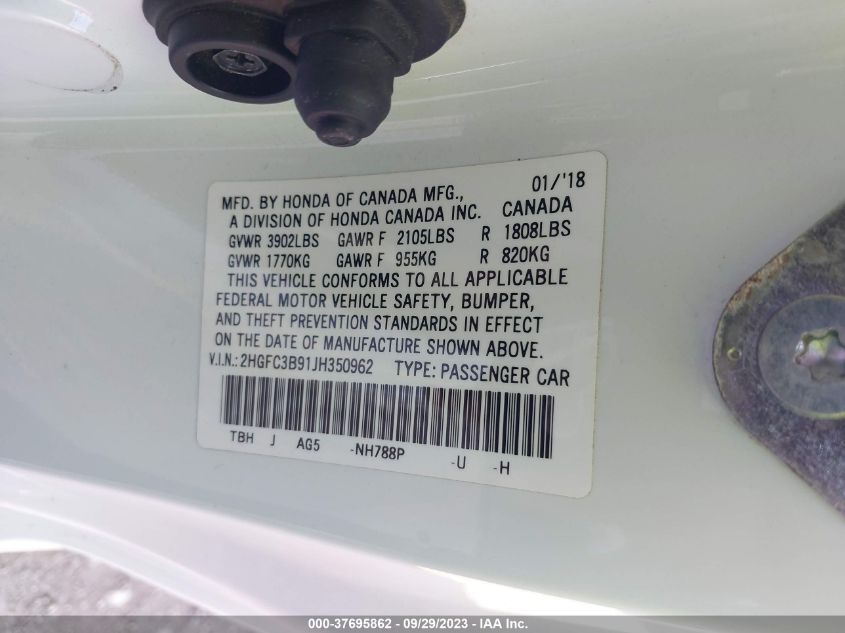 MFD. BY HONDA OF CANADA MFG., 01/'18
A DIVISION OF HONDA CANADA INC. CANADA
GVWR 3902LBS GAWR F 2105LBS R 1808LBS
GVWR 1770KG GAWR F 955KG R 820KG
THIS VEHICLE CONFORMS TO ALL APPLICABLE
FEDERAL MOTOR VEHICLE SAFETY, BUMPER,
AND THEFT PREVENTION STANDARDS IN EFFECT
ON THE DATE OF MANUFACTURE SHOWN ABOVE.
V.I.N.: 2HGFC3B91JH350962 TYPE: PASSENGER CAR
TBH J AG5 -NH788P -U -H
000-37695862 - 09/29/2023 - IAA Inc.